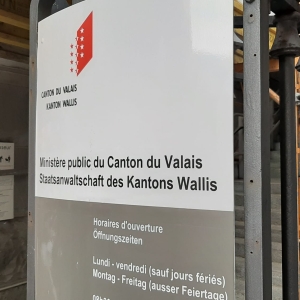 CANTON DU VALAIS
KANTON WALLIS
Ministère public du Canton du Valais
Staatsanwaltschaft des Kantons Wallis
Horaires d'ouverture
Öffnungszeiten
Lundi - vendredi (sauf jours fériés)
Montag - Freitag (ausser Feiertage)